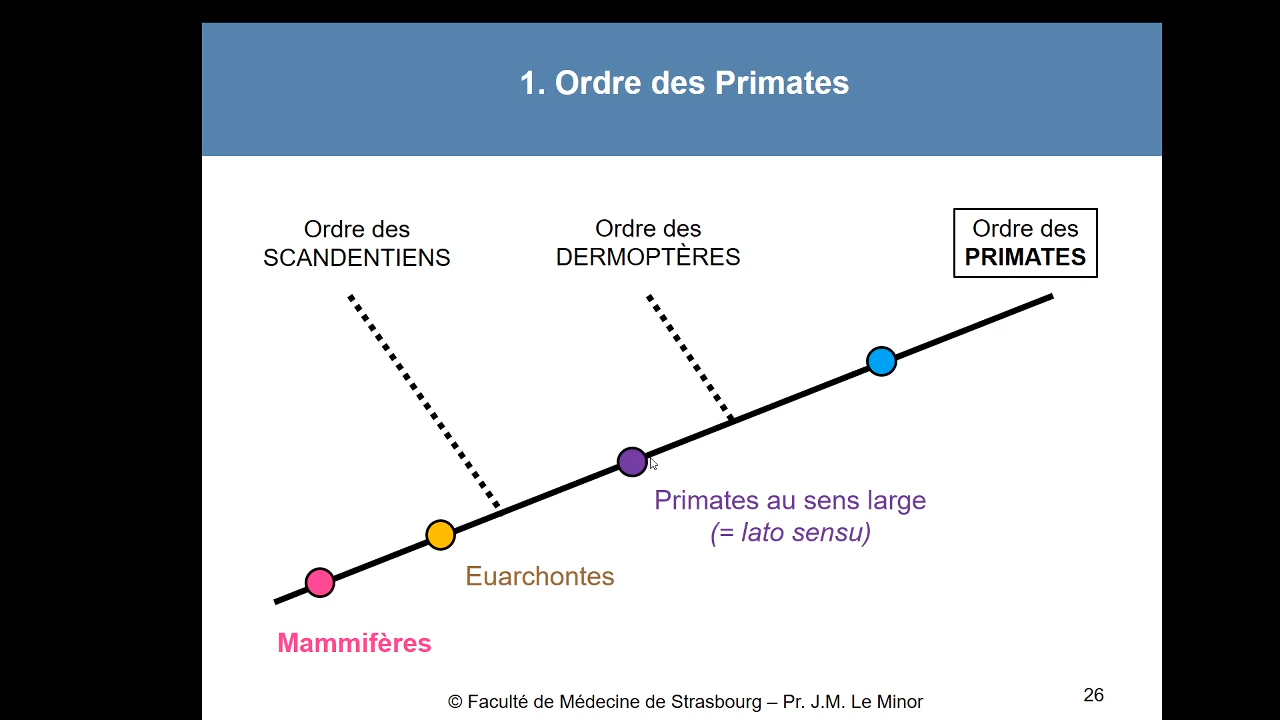 1. Ordre des Primates
Ordre des
SCANDENTIENS
Ordre des
DERMOPTÈRES
Ordre des
PRIMATES
Primates au sens large
(= lato sensu)
Euarchontes
Mammifères
© Faculté de Médecine de Strasbourg – Pr. J.M. Le Minor
26